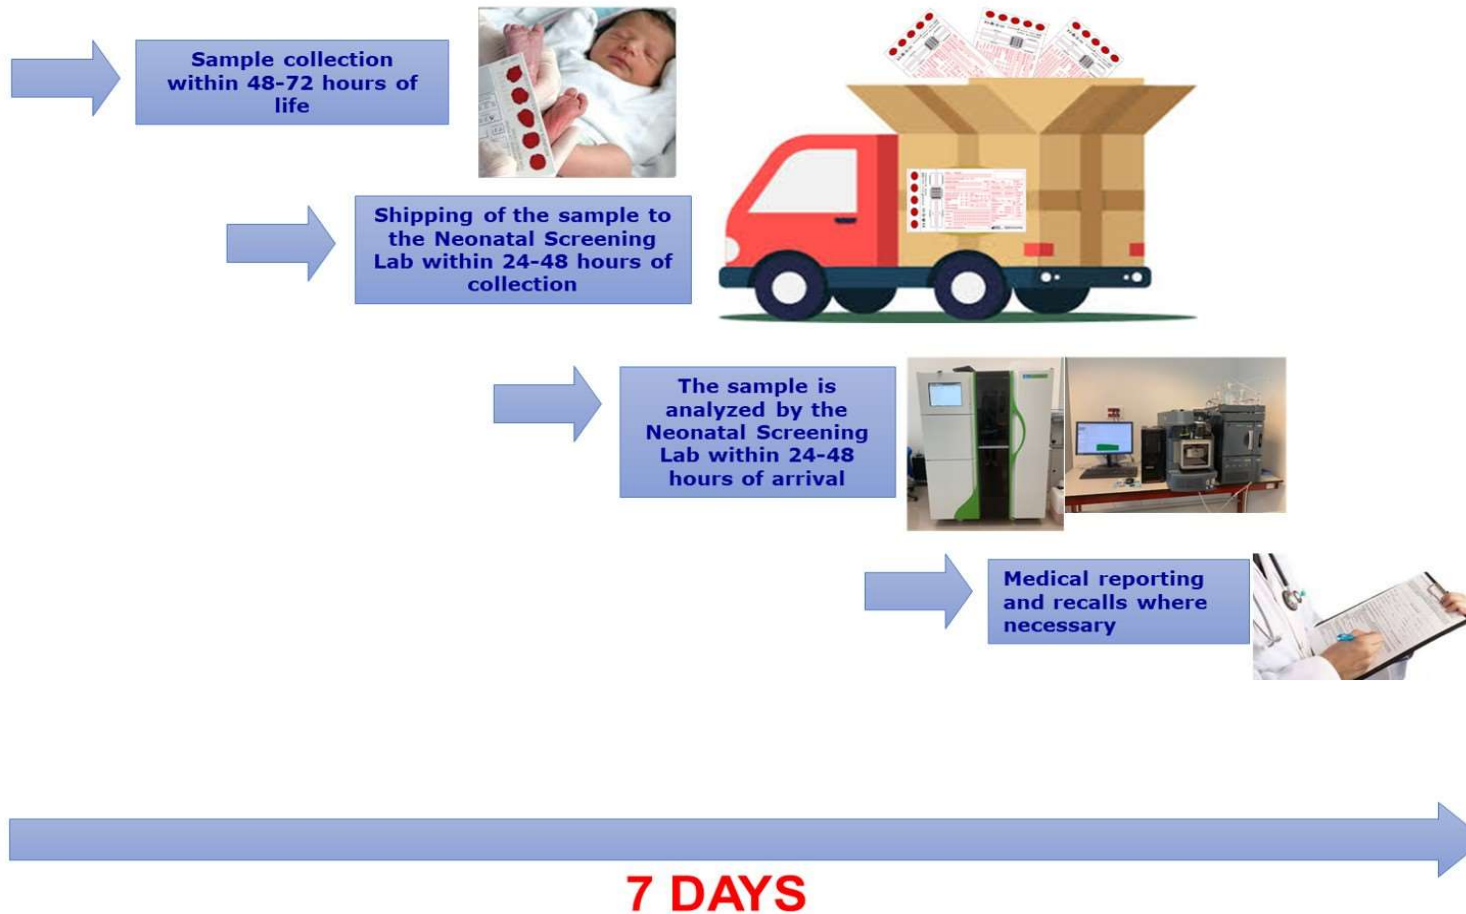 Sample collection
within 48-72 hours of
life
Shipping of the sample to
the Neonatal Screening
Lab within 24-48 hours of
collection
The sample is
analyzed by the
Neonatal Screening
Lab within 24-48
hours of arrival
Medical reporting
and recalls where
necessary
7 DAYS